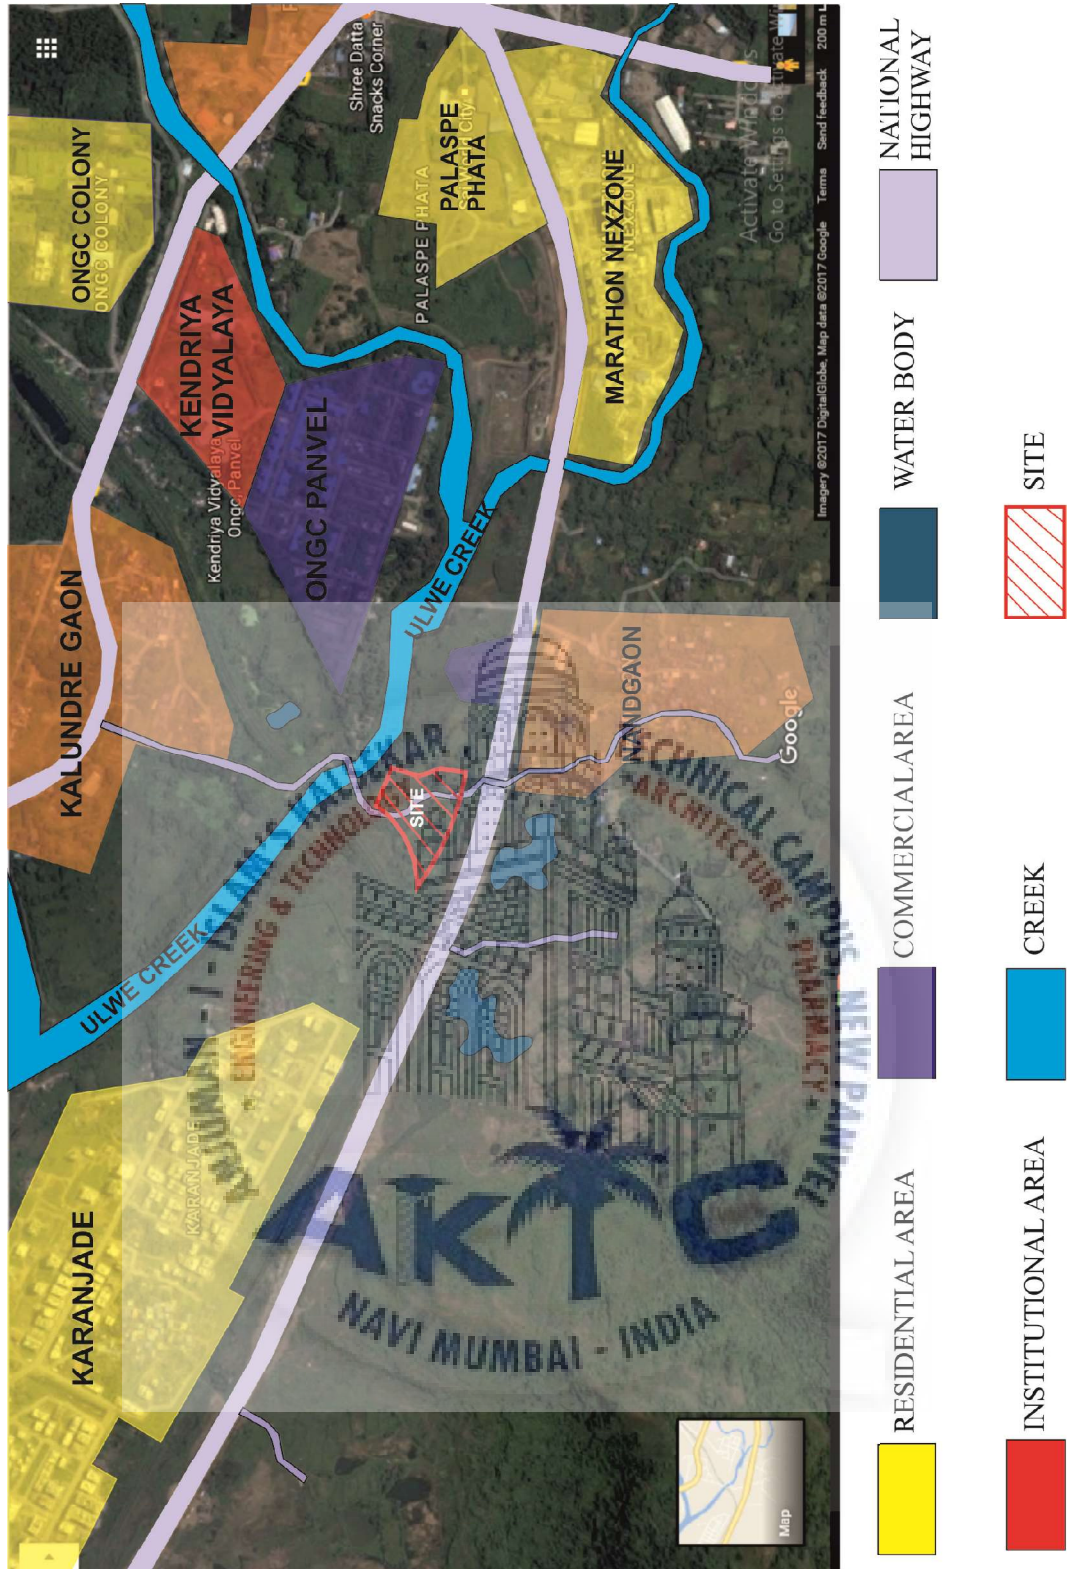 KARANJADE
KARANJADE
ULWE CREEK
KALUNDRE GAON
ONGC COLONY
ONGC COLONY
KENDRIYA
VIDYALAYA
Kendriya Vidyalaya
Ongc, Panvel
ONGC PANVEL
Shree Datta
Snacks Corner
PALASPE PHATA
PALASPE
PHATA
ULWE CREEK
SITE
MARATHON NEXZONE
NEXZONE
NANDGAON
Google
Map
Activate Windows
Go to Settings to activate Wi
Imagery ©2017 DigitalGlobe, Map data ©2017 Google Terms Send feedback 200 m
ANJUMAN - I - ISLAM'S KALSEKAR TECHNICAL CAMPUS, NEW PANVEL
ENGINEERING & TECHNOLOGY - ARCHITECTURE - PHARMACY
AKTC
NAVI MUMBAI - INDIA
RESIDENTIAL AREA
COMMERCIAL AREA
WATER BODY
NATIONAL
HIGHWAY
INSTITUTIONAL AREA
CREEK
SITE